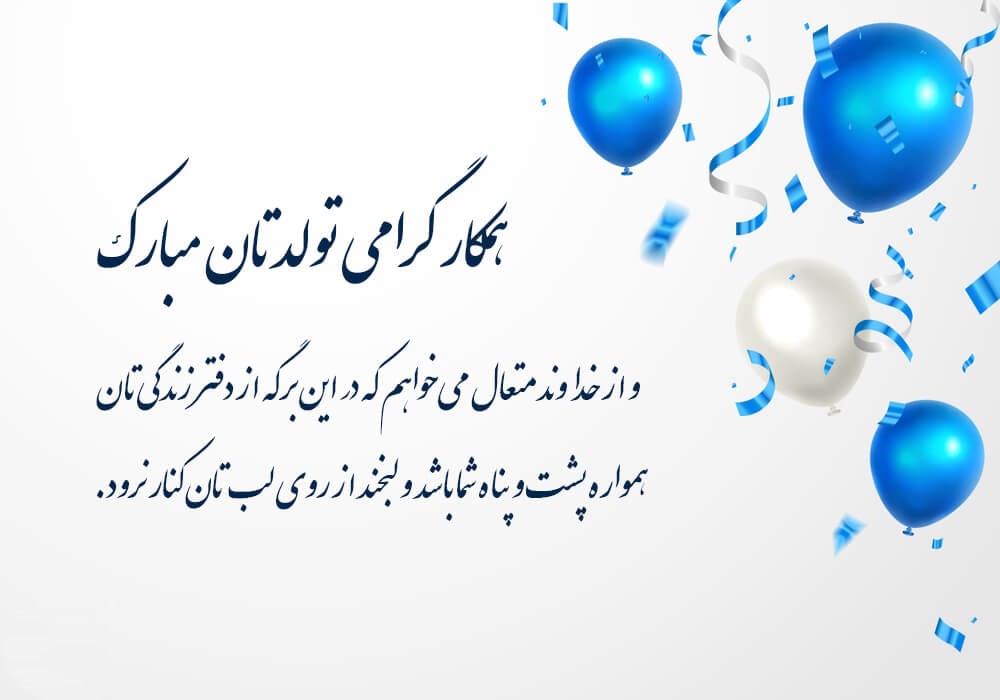 همکار گرامی تولدتان مبارک
و از خداوند متعال می خواهم که در این برگه از دفتر زندگی تان
همواره پشت و پناه شما باشد و لبخند از روی لب تان کنار نرود.